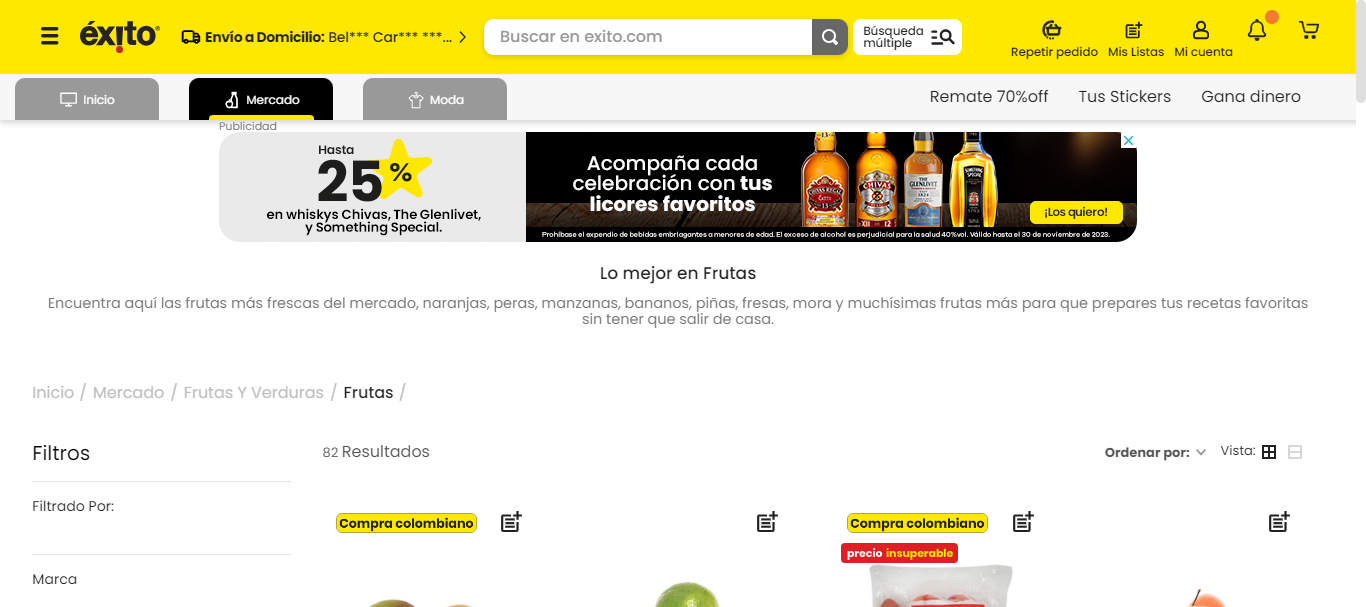 éxito
Envío a Domicilio: Bel*** Car*** ***...
Buscar en exito.com
Búsqueda
múltiple
Repetir pedido
Mis Listas
Mi cuenta
Inicio
Mercado
Moda
Remate 70%off
Tus Stickers
Gana dinero
Publicidad
Hasta
25%
en whiskys Chivas, The Glenlivet,
y Something Special.
Acompaña cada
celebración con tus
licores favoritos
¡Los quiero!
Prohíbase el expendio de bebidas embriagantes a menores de edad. El exceso de alcohol es perjudicial para la salud 40%vol. Válido hasta el 30 de noviembre de 2023.
Lo mejor en Frutas
Encuentra aquí las frutas más frescas del mercado, naranjas, peras, manzanas, bananos, piñas, fresas, mora y muchísimas frutas más para que prepares tus recetas favoritas
sin tener que salir de casa.
Inicio / Mercado / Frutas Y Verduras / Frutas /
Filtros
82 Resultados
Ordenar por:
Vista:
Filtrado Por:
Compra colombiano
Compra colombiano
precio insuperable
Marca